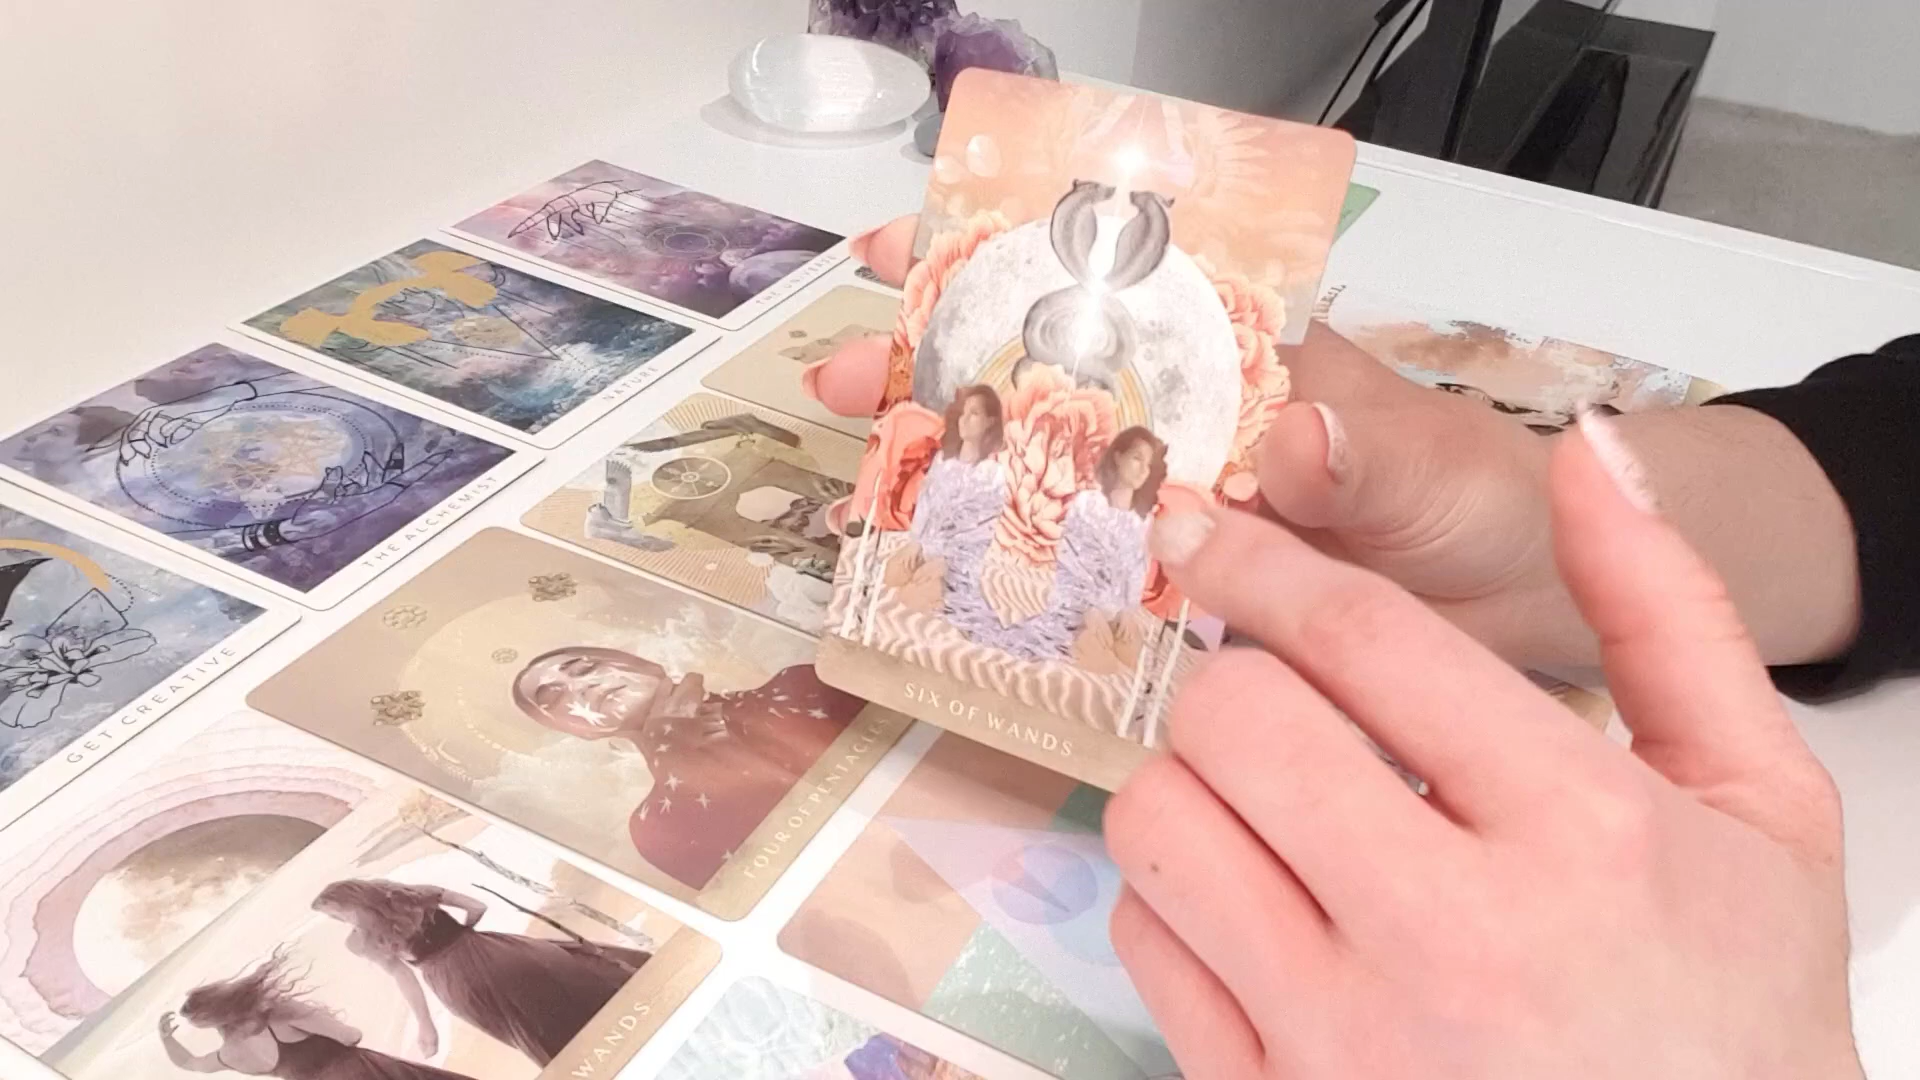 THE UNIVERSE
NATURE
THE ALCHEMIST
GET CREATIVE
SIX OF WANDS
FOUR OF PENTACLES
WANDS